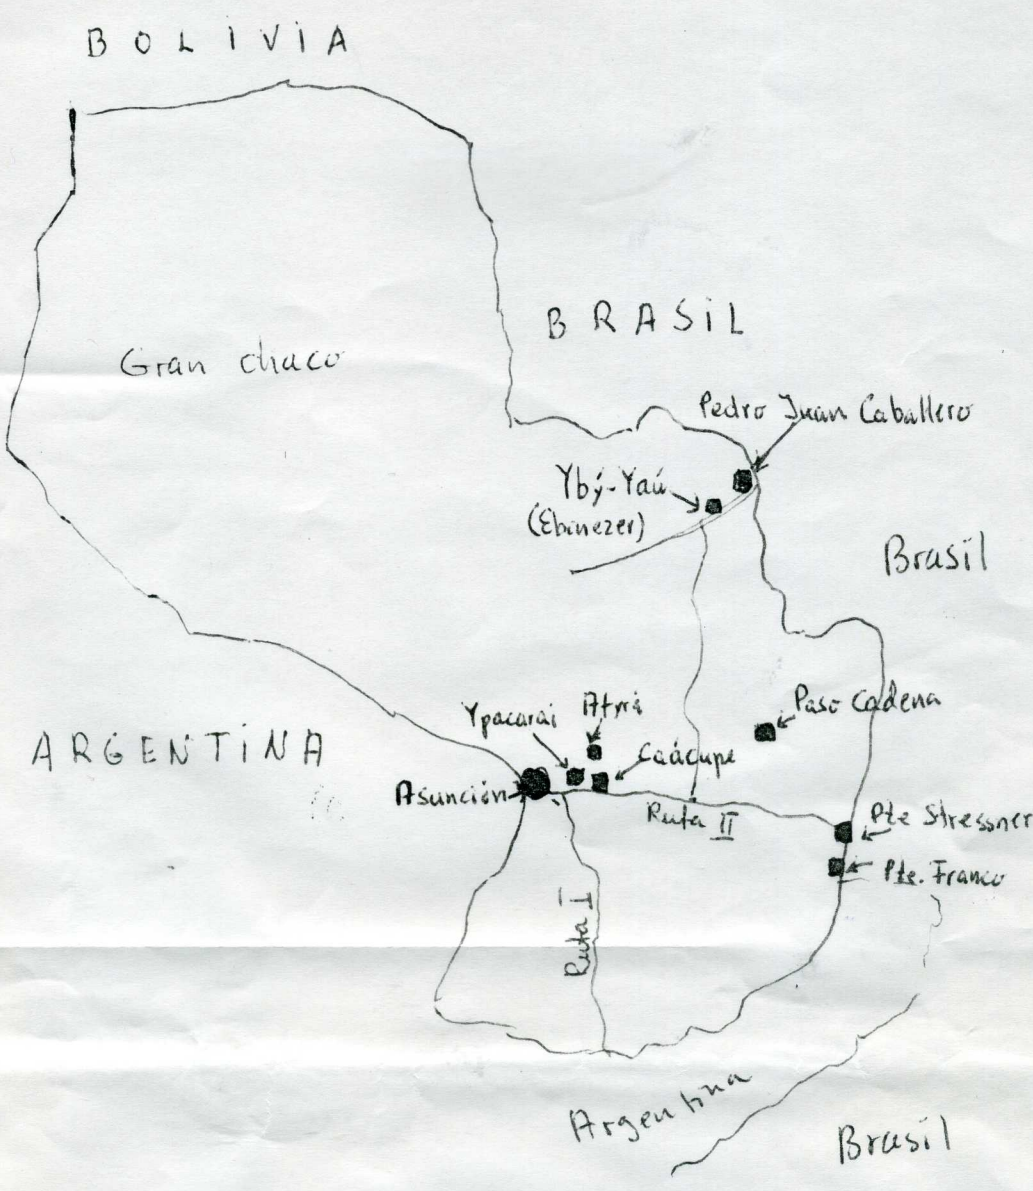 BOLIVIA
BRASIL
Gran chaco
Pedro Juan Caballero
Ybý-Yaú
(Ebinezer)
Brasil
Paso Cadena
Atyrá
Ypacarai
ARGENTINA
Caácupe
Asunción
Ruta II
Pte Stressner
Pte. Franco
Ruta I
Argentina
Brasil